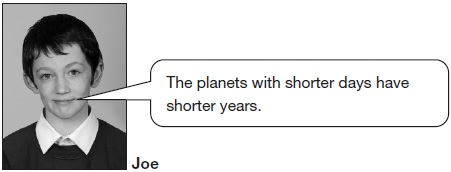 The planets with shorter days have
shorter years.
Joe